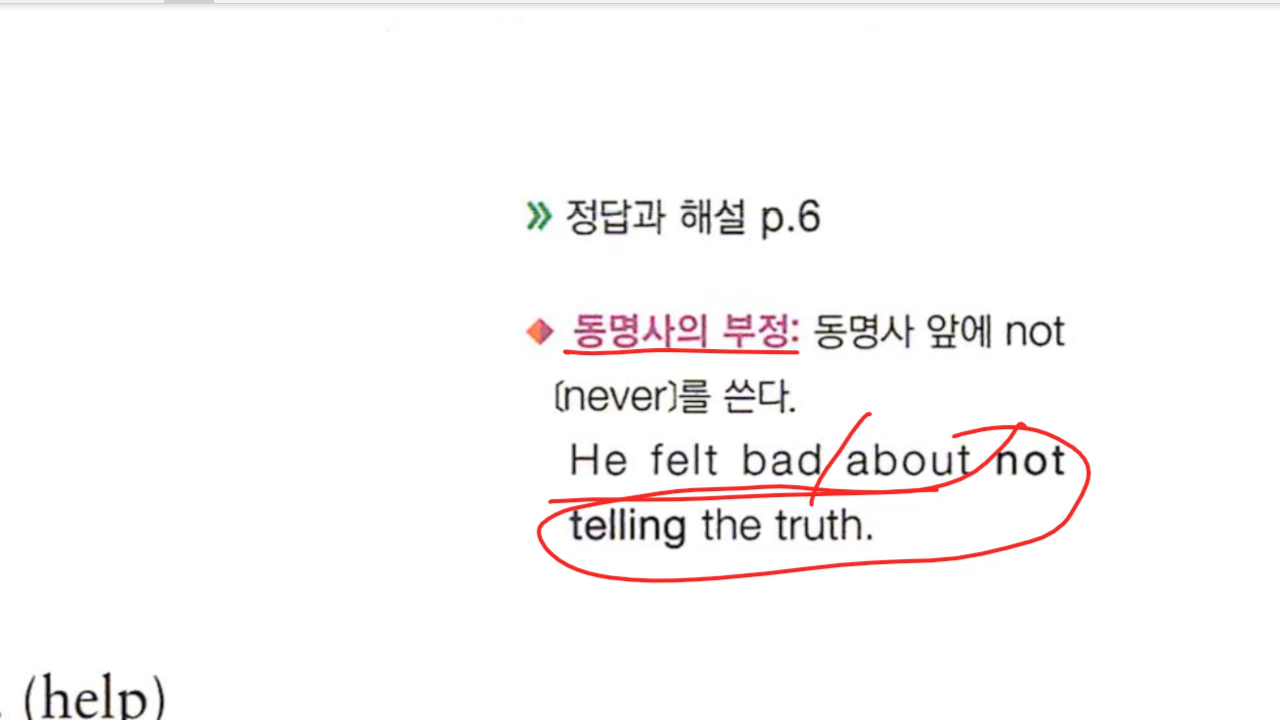 » 정답과 해설 p.6
◆ 동명사의 부정: 동명사 앞에 not
(never)를 쓴다.
He felt bad about not
telling the truth.
. (help)